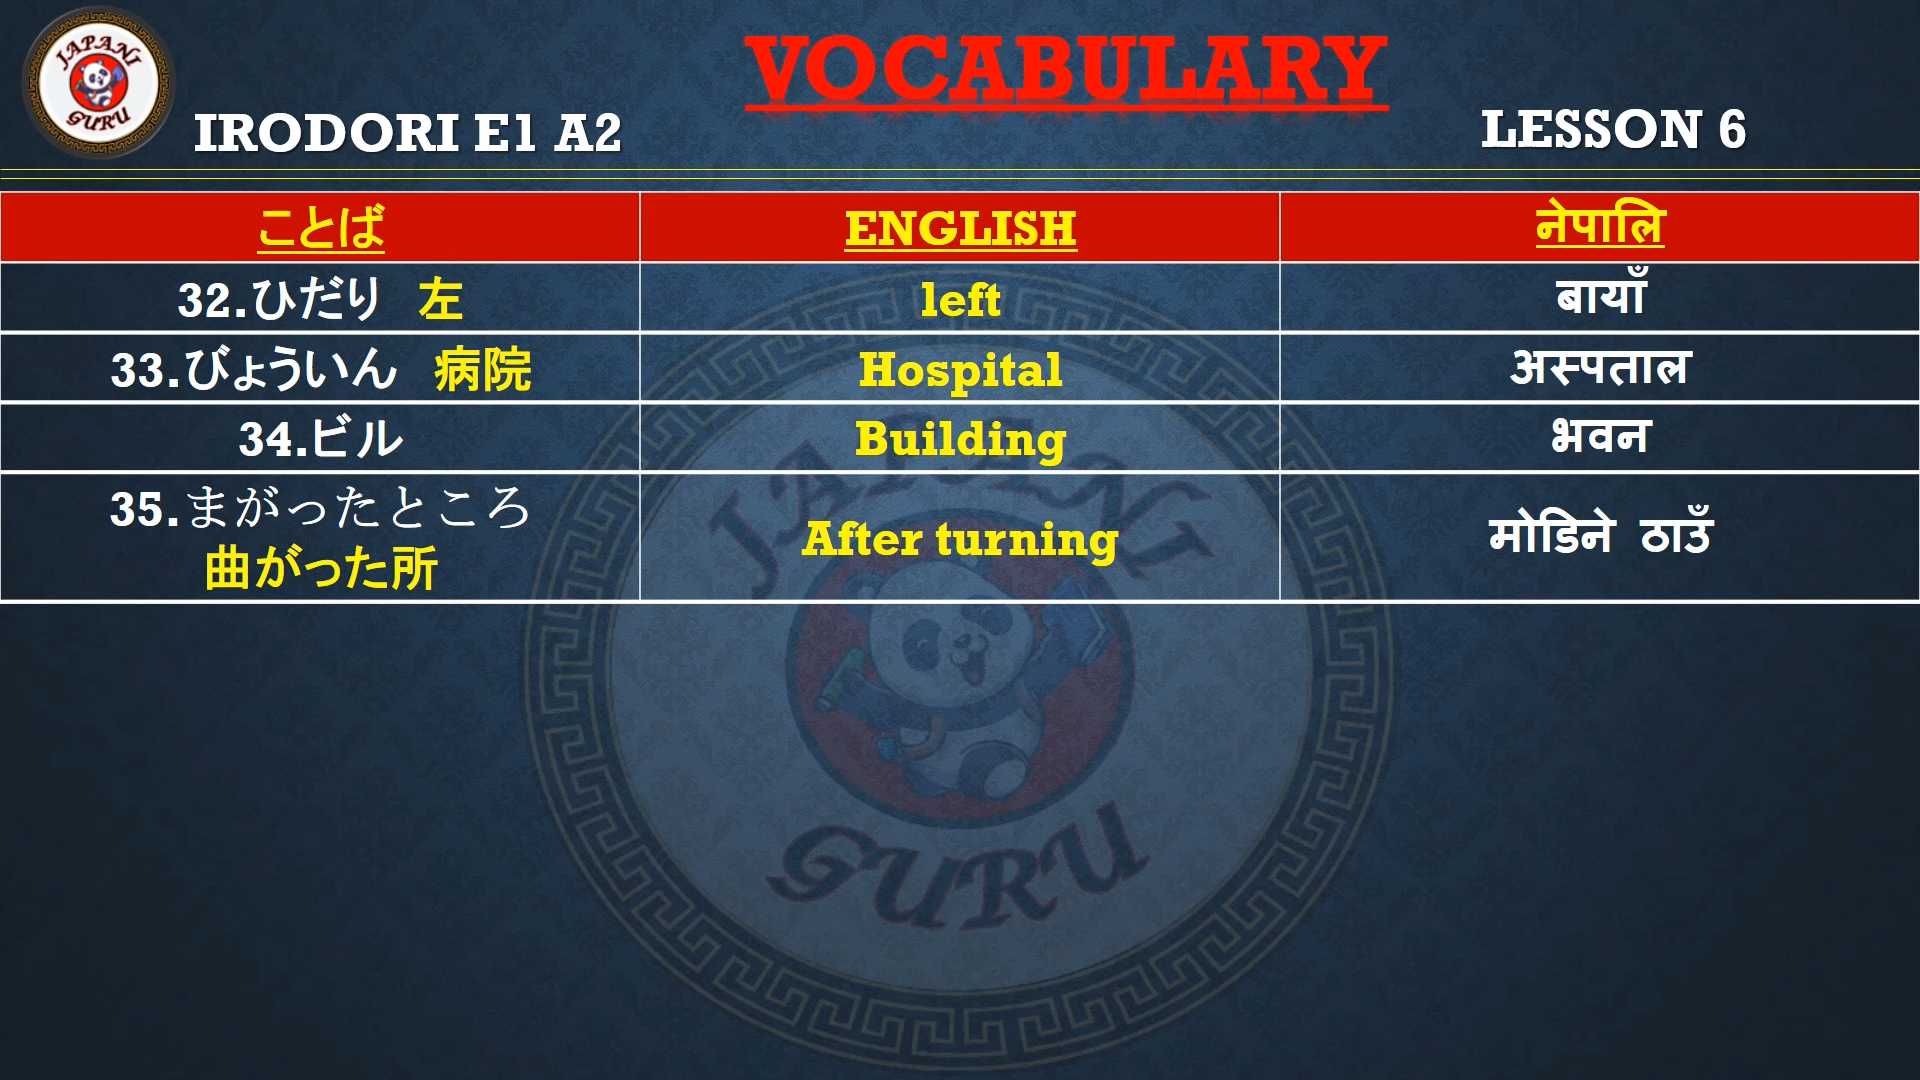 JAPANI
GURU
IRODORI E1 A2
VOCABULARY
LESSON 6
ことば ENGLISH नेपालि
32.ひだり 左 left बायाँ
33.びょういん 病院 Hospital अस्पताल
34.ビル Building भवन
35.まがったところ
曲がった所 After turning मोडिने ठाउँ
JAPANI
GURU